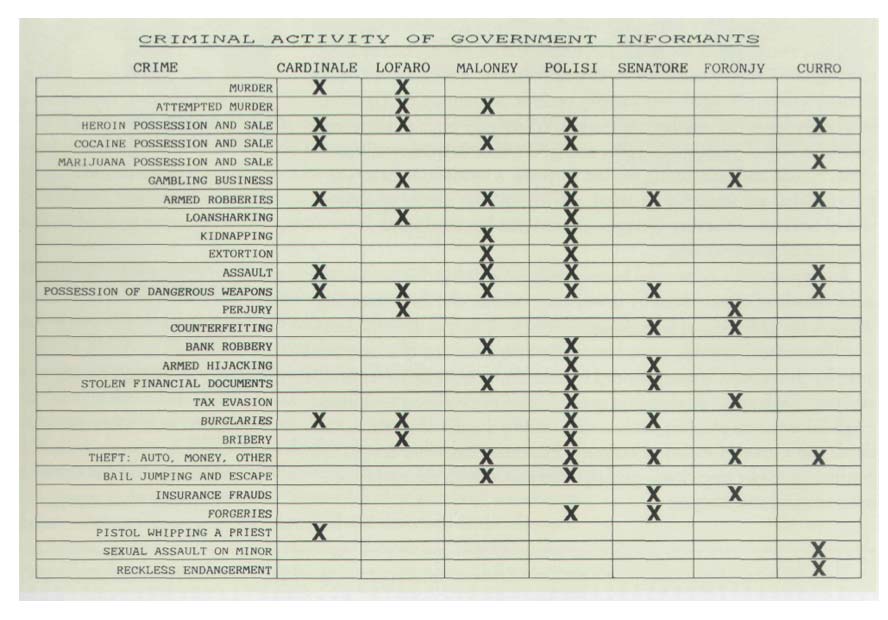 CRIMINAL ACTIVITY OF GOVERNMENT INFORMANTS
CRIME CARDINALE LOFARO MALONEY POLISI SENATORE FORONJY CURRO
MURDER X X
ATTEMPTED MURDER X X
HEROIN POSSESSION AND SALE X X X X
COCAINE POSSESSION AND SALE X X X
MARIJUANA POSSESSION AND SALE X
GAMBLING BUSINESS X X X
ARMED ROBBERIES X X X X X
LOANSHARKING X X
KIDNAPPING X X
EXTORTION X X
ASSAULT X X X X
POSSESSION OF DANGEROUS WEAPONS X X X X X X
PERJURY X X
COUNTERFEITING X X
BANK ROBBERY X X
ARMED HIJACKING X X
STOLEN FINANCIAL DOCUMENTS X X X
TAX EVASION X X
BURGLARIES X X X X
BRIBERY X X
THEFT: AUTO, MONEY, OTHER X X X X X
BAIL JUMPING AND ESCAPE X X
INSURANCE FRAUDS X X
FORGERIES X X
PISTOL WHIPPING A PRIEST X
SEXUAL ASSAULT ON MINOR X
RECKLESS ENDANGERMENT X